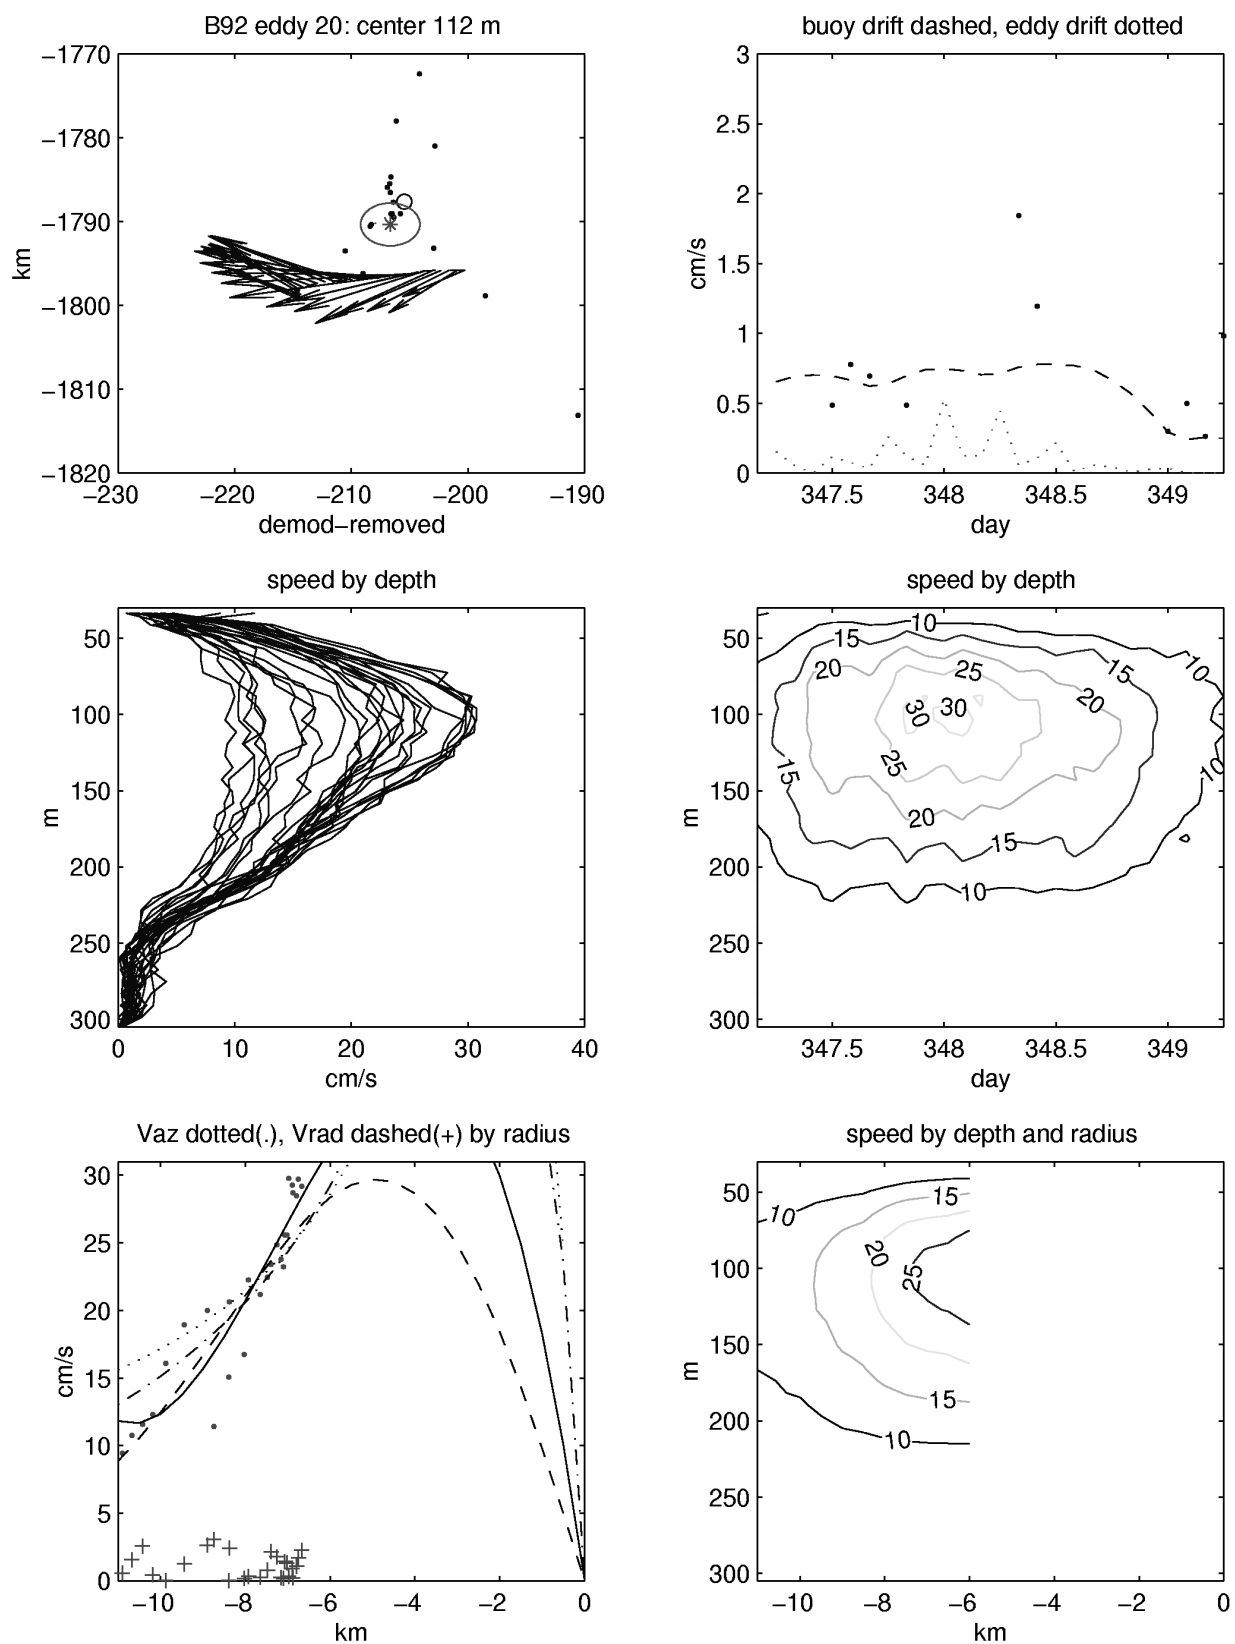 B92 eddy 20: center 112 m
−1770
−1780
−1790
−1800
−1810
−1820
km
−230 −220 −210 −200 −190
demod−removed
buoy drift dashed, eddy drift dotted
3
2.5
2
1.5
1
0.5
0
cm/s
347.5 348 348.5 349
day
speed by depth
50
100
150
200
250
300
m
0 10 20 30 40
cm/s
speed by depth
50
100
150
200
250
300
m
10
15
15
10
20
25
20
30
30
15
25
10
20
15
10
347.5 348 348.5 349
day
Vaz dotted(.), Vrad dashed(+) by radius
30
25
20
15
10
5
0
cm/s
−10 −8 −6 −4 −2 0
km
speed by depth and radius
50
100
150
200
250
300
m
15
10
20
25
15
10
−10 −8 −6 −4 −2 0
km